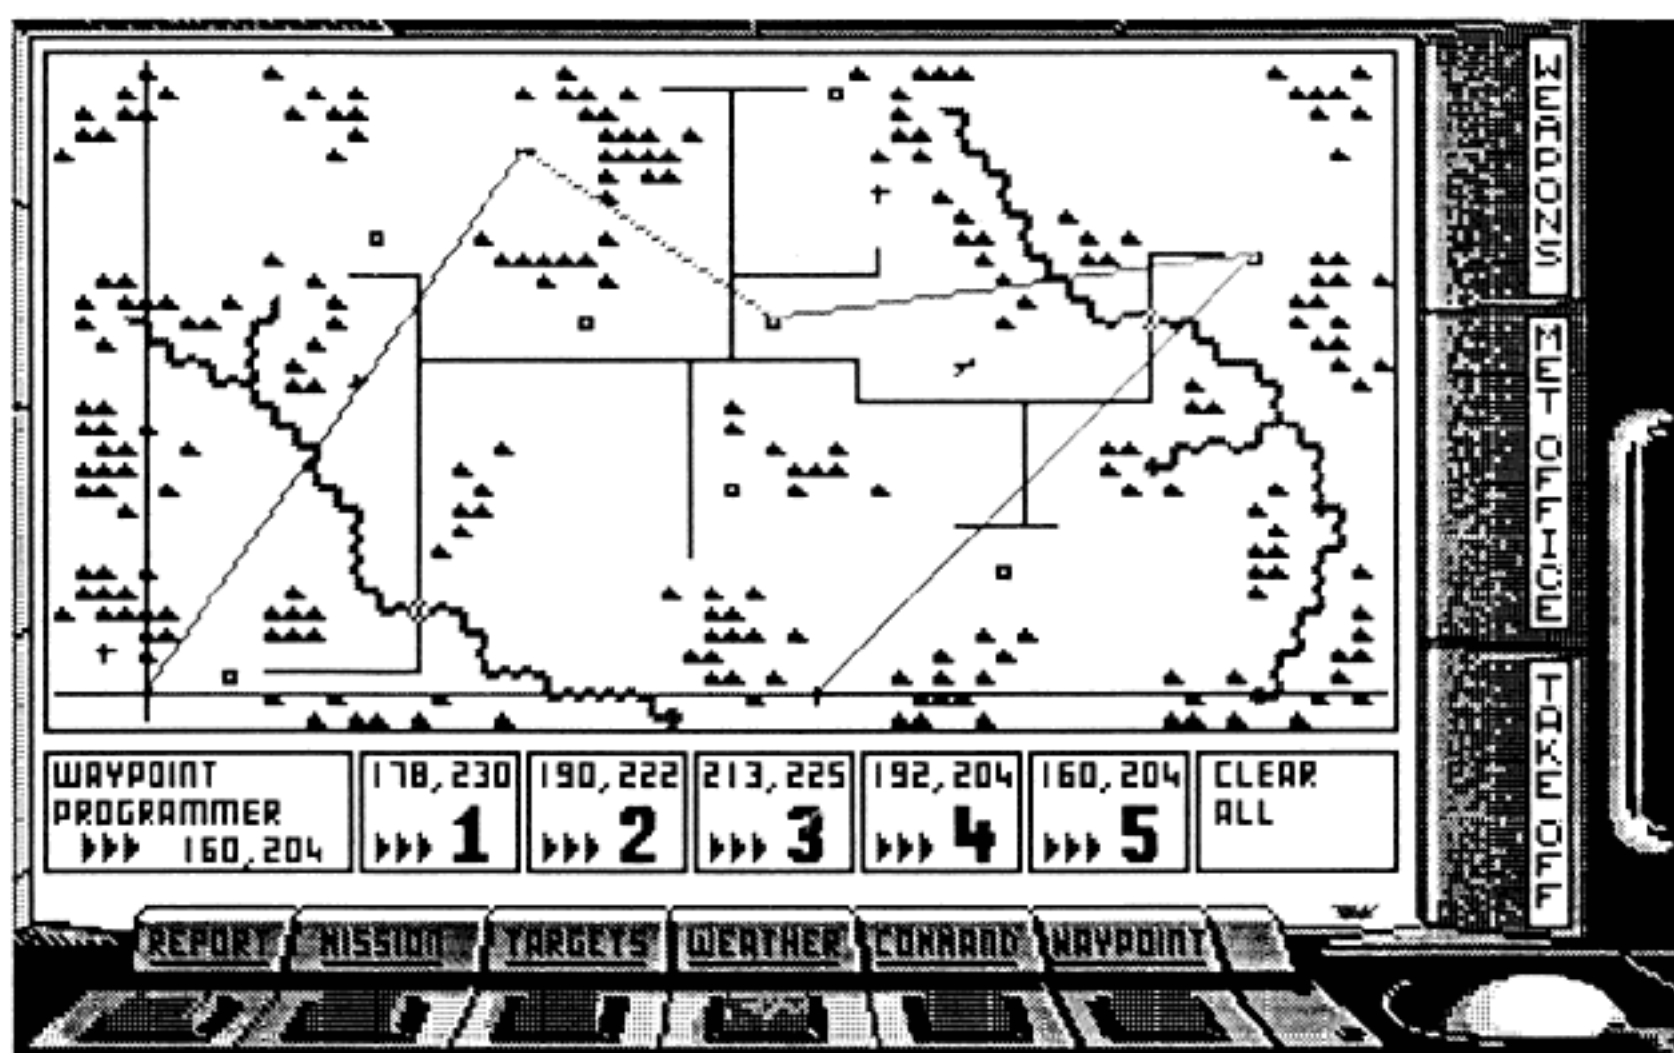 WAYPOINT
PROGRAMMER
160,204
178,230
1
190,222
2
213,225
3
192,204
4
160,204
5
CLEAR
ALL
WEAPONS
MET OFFICE
TAKE OFF
REPORT
MISSION
TARGETS
WEATHER
COMMAND
WAYPOINT